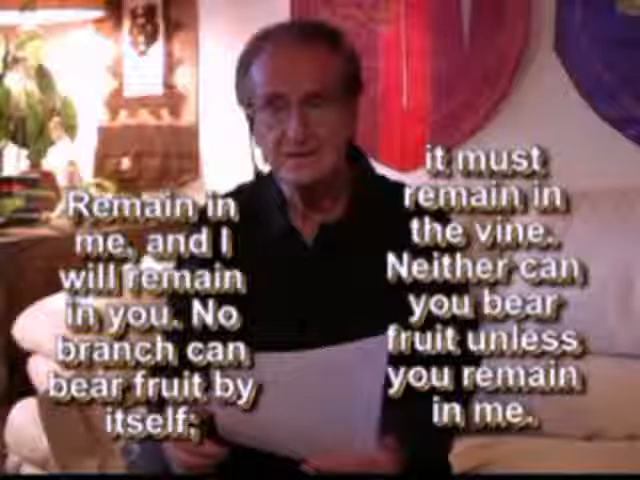 Remain in
me, and I
will remain
in you. No
branch can
bear fruit by
itself;
it must
remain in
the vine.
Neither can
you bear
fruit unless
you remain
in me.